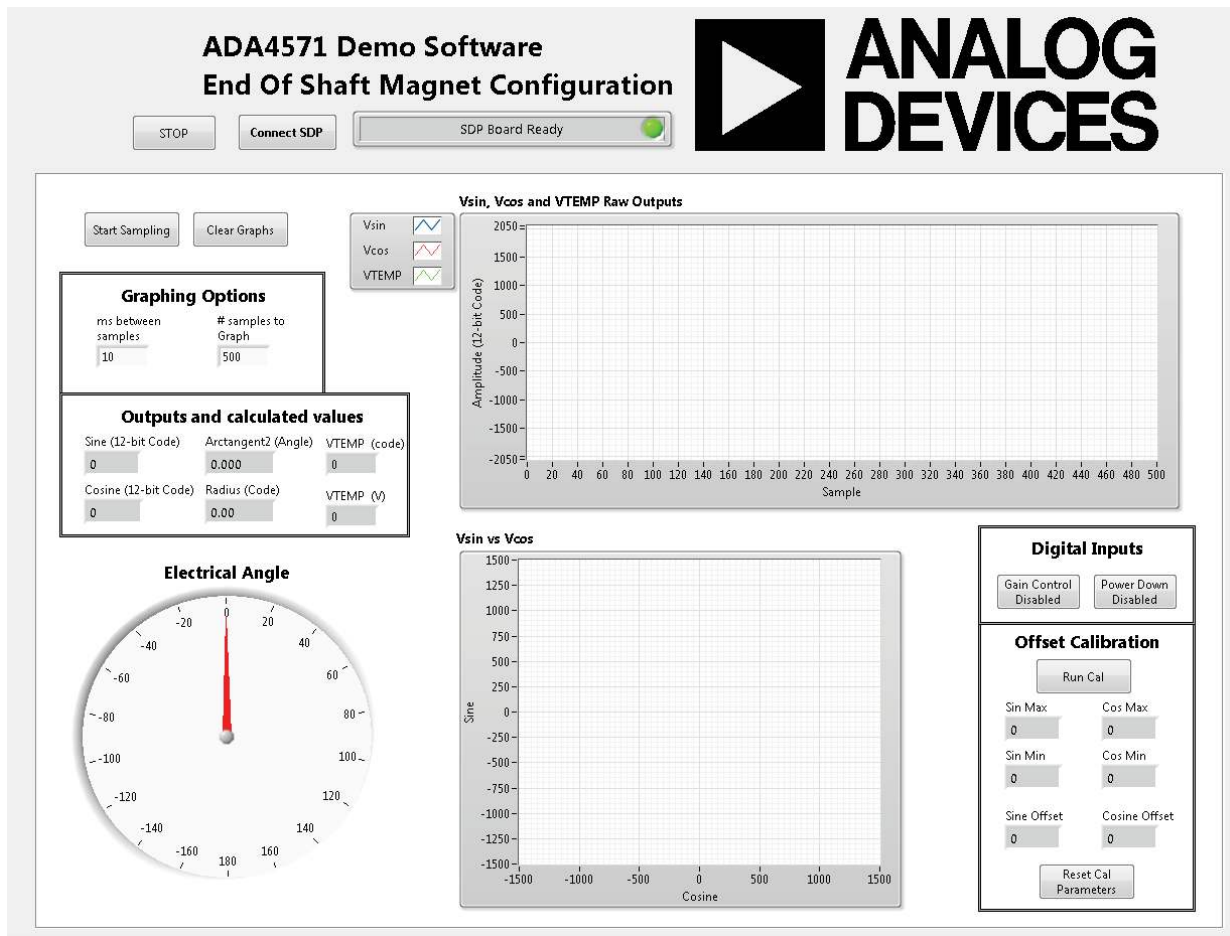 ADA4571 Demo Software
End Of Shaft Magnet Configuration
ANALOG
DEVICES
STOP
Connect SDP
SDP Board Ready
Start Sampling
Clear Graphs
Vsin
Vcos
VTEMP
Graphing Options
ms between
samples
10
# samples to
Graph
500
Outputs and calculated values
Sine (12-bit Code)
0
Arctangent2 (Angle)
0.000
VTEMP (code)
0
Cosine (12-bit Code)
0
Radius (Code)
0.00
VTEMP (V)
0
Vsin, Vcos and VTEMP Raw Outputs
Amplitude (12-bit Code)
2050
1500
1000
500
0
-500
-1000
-1500
-2050
0 20 40 60 80 100 120 140 160 180 200 220 240 260 280 300 320 340 360 380 400 420 440 460 480 500
Sample
Electrical Angle
0
20
40
60
80
100
120
140
160
180
-160
-140
-120
-100
-80
-60
-40
-20
Vsin vs Vcos
Sine
1500
1250
1000
750
500
250
0
-250
-500
-750
-1000
-1250
-1500
-1500 -1000 -500 0 500 1000 1500
Cosine
Digital Inputs
Gain Control
Disabled
Power Down
Disabled
Offset Calibration
Run Cal
Sin Max
0
Cos Max
0
Sin Min
0
Cos Min
0
Sine Offset
0
Cosine Offset
0
Reset Cal
Parameters